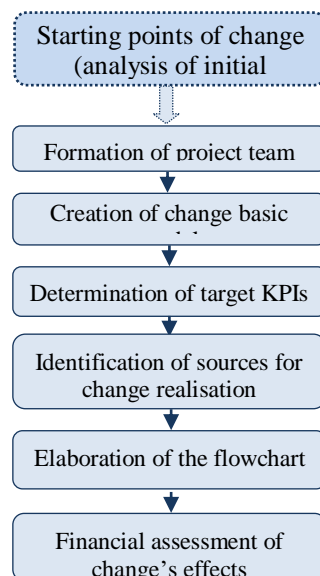 Starting points of change
(analysis of initial
Formation of project team
Creation of change basic
Determination of target KPIs
Identification of sources for
change realisation
Elaboration of the flowchart
Financial assessment of
change's effects